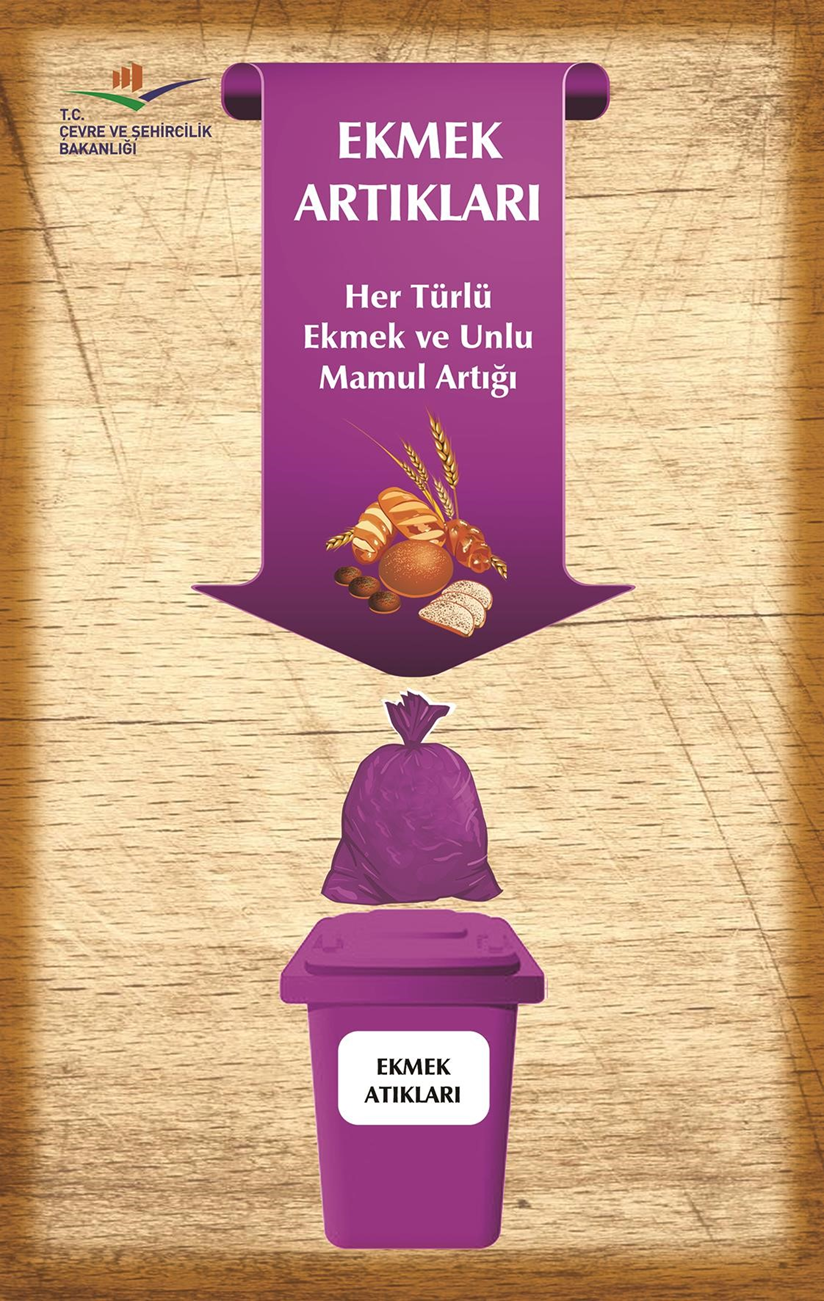 T.C.
ÇEVRE VE ŞEHİRCİLİK
BAKANLIĞI
EKMEK
ARTIKLARI
Her Türlü
Ekmek ve Unlu
Mamul Artığı
EKMEK
ATIKLARI